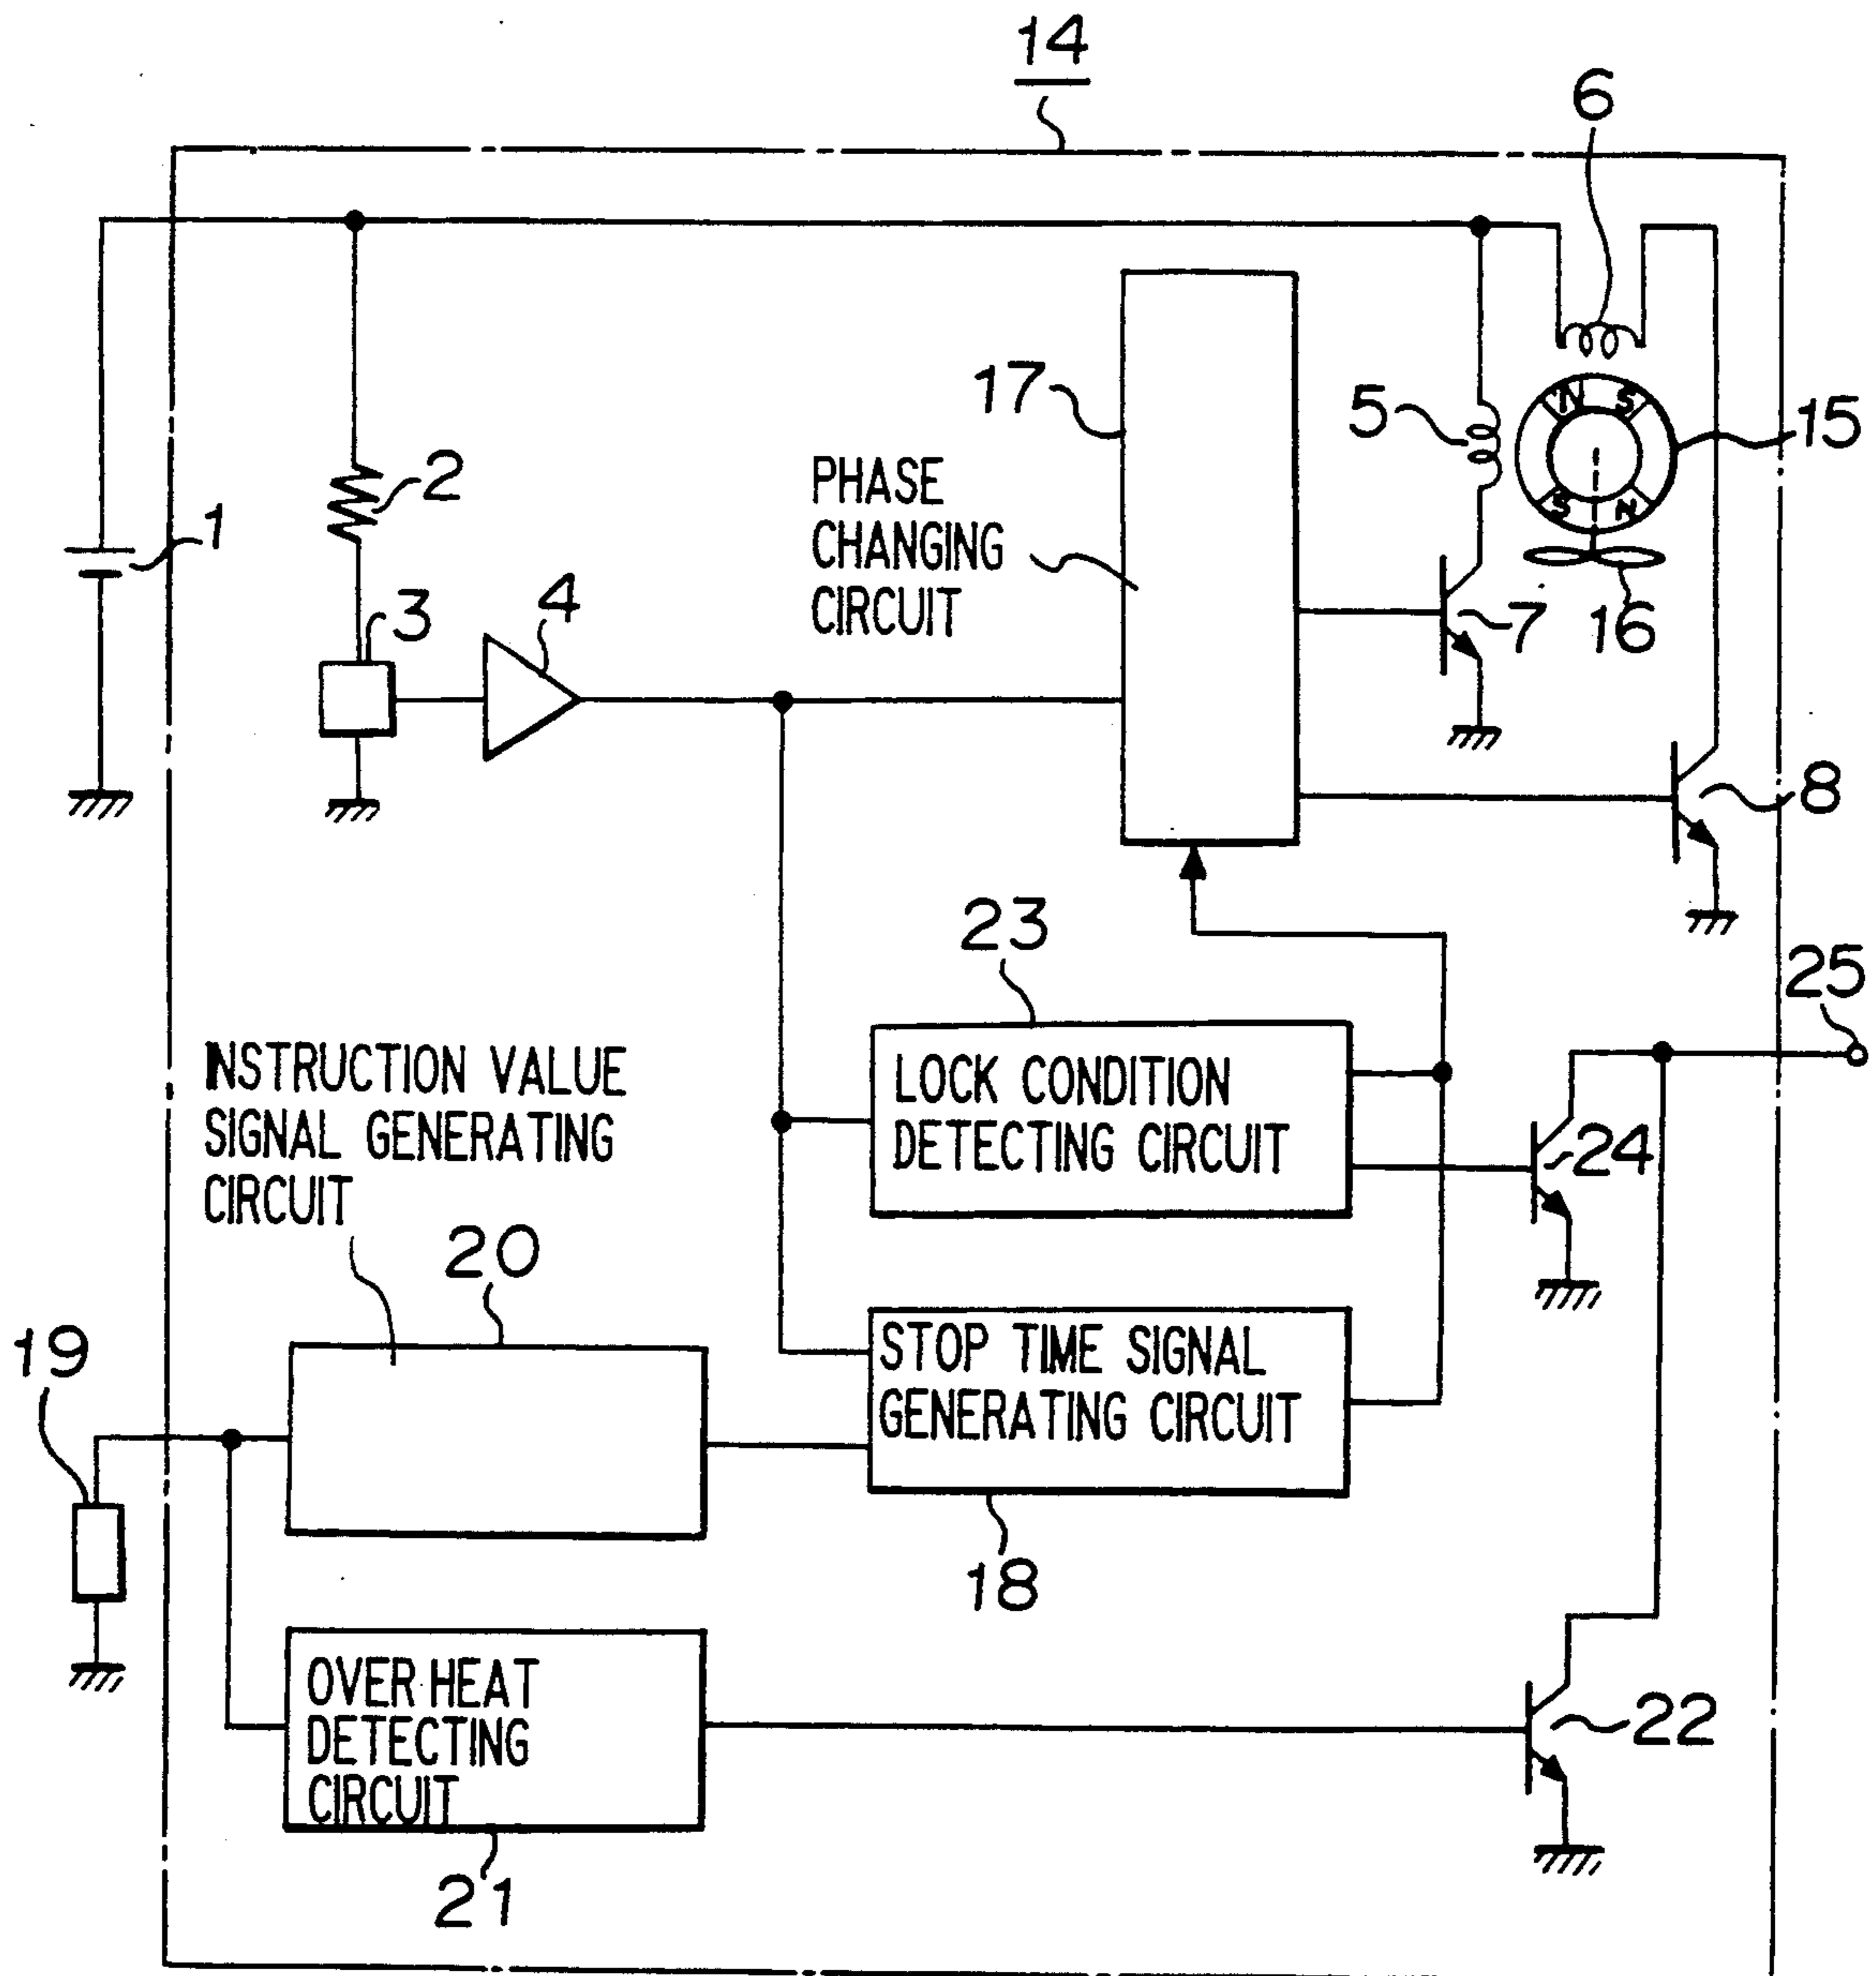 14
6
17
5
N S
15
S N
PHASE
CHANGING
CIRCUIT
2
1
3
4
7
16
8
23
25
INSTRUCTION VALUE
SIGNAL GENERATING
CIRCUIT
LOCK CONDITION
DETECTING CIRCUIT
24
20
19
STOP TIME SIGNAL
GENERATING CIRCUIT
18
OVER HEAT
DETECTING
CIRCUIT
22
21